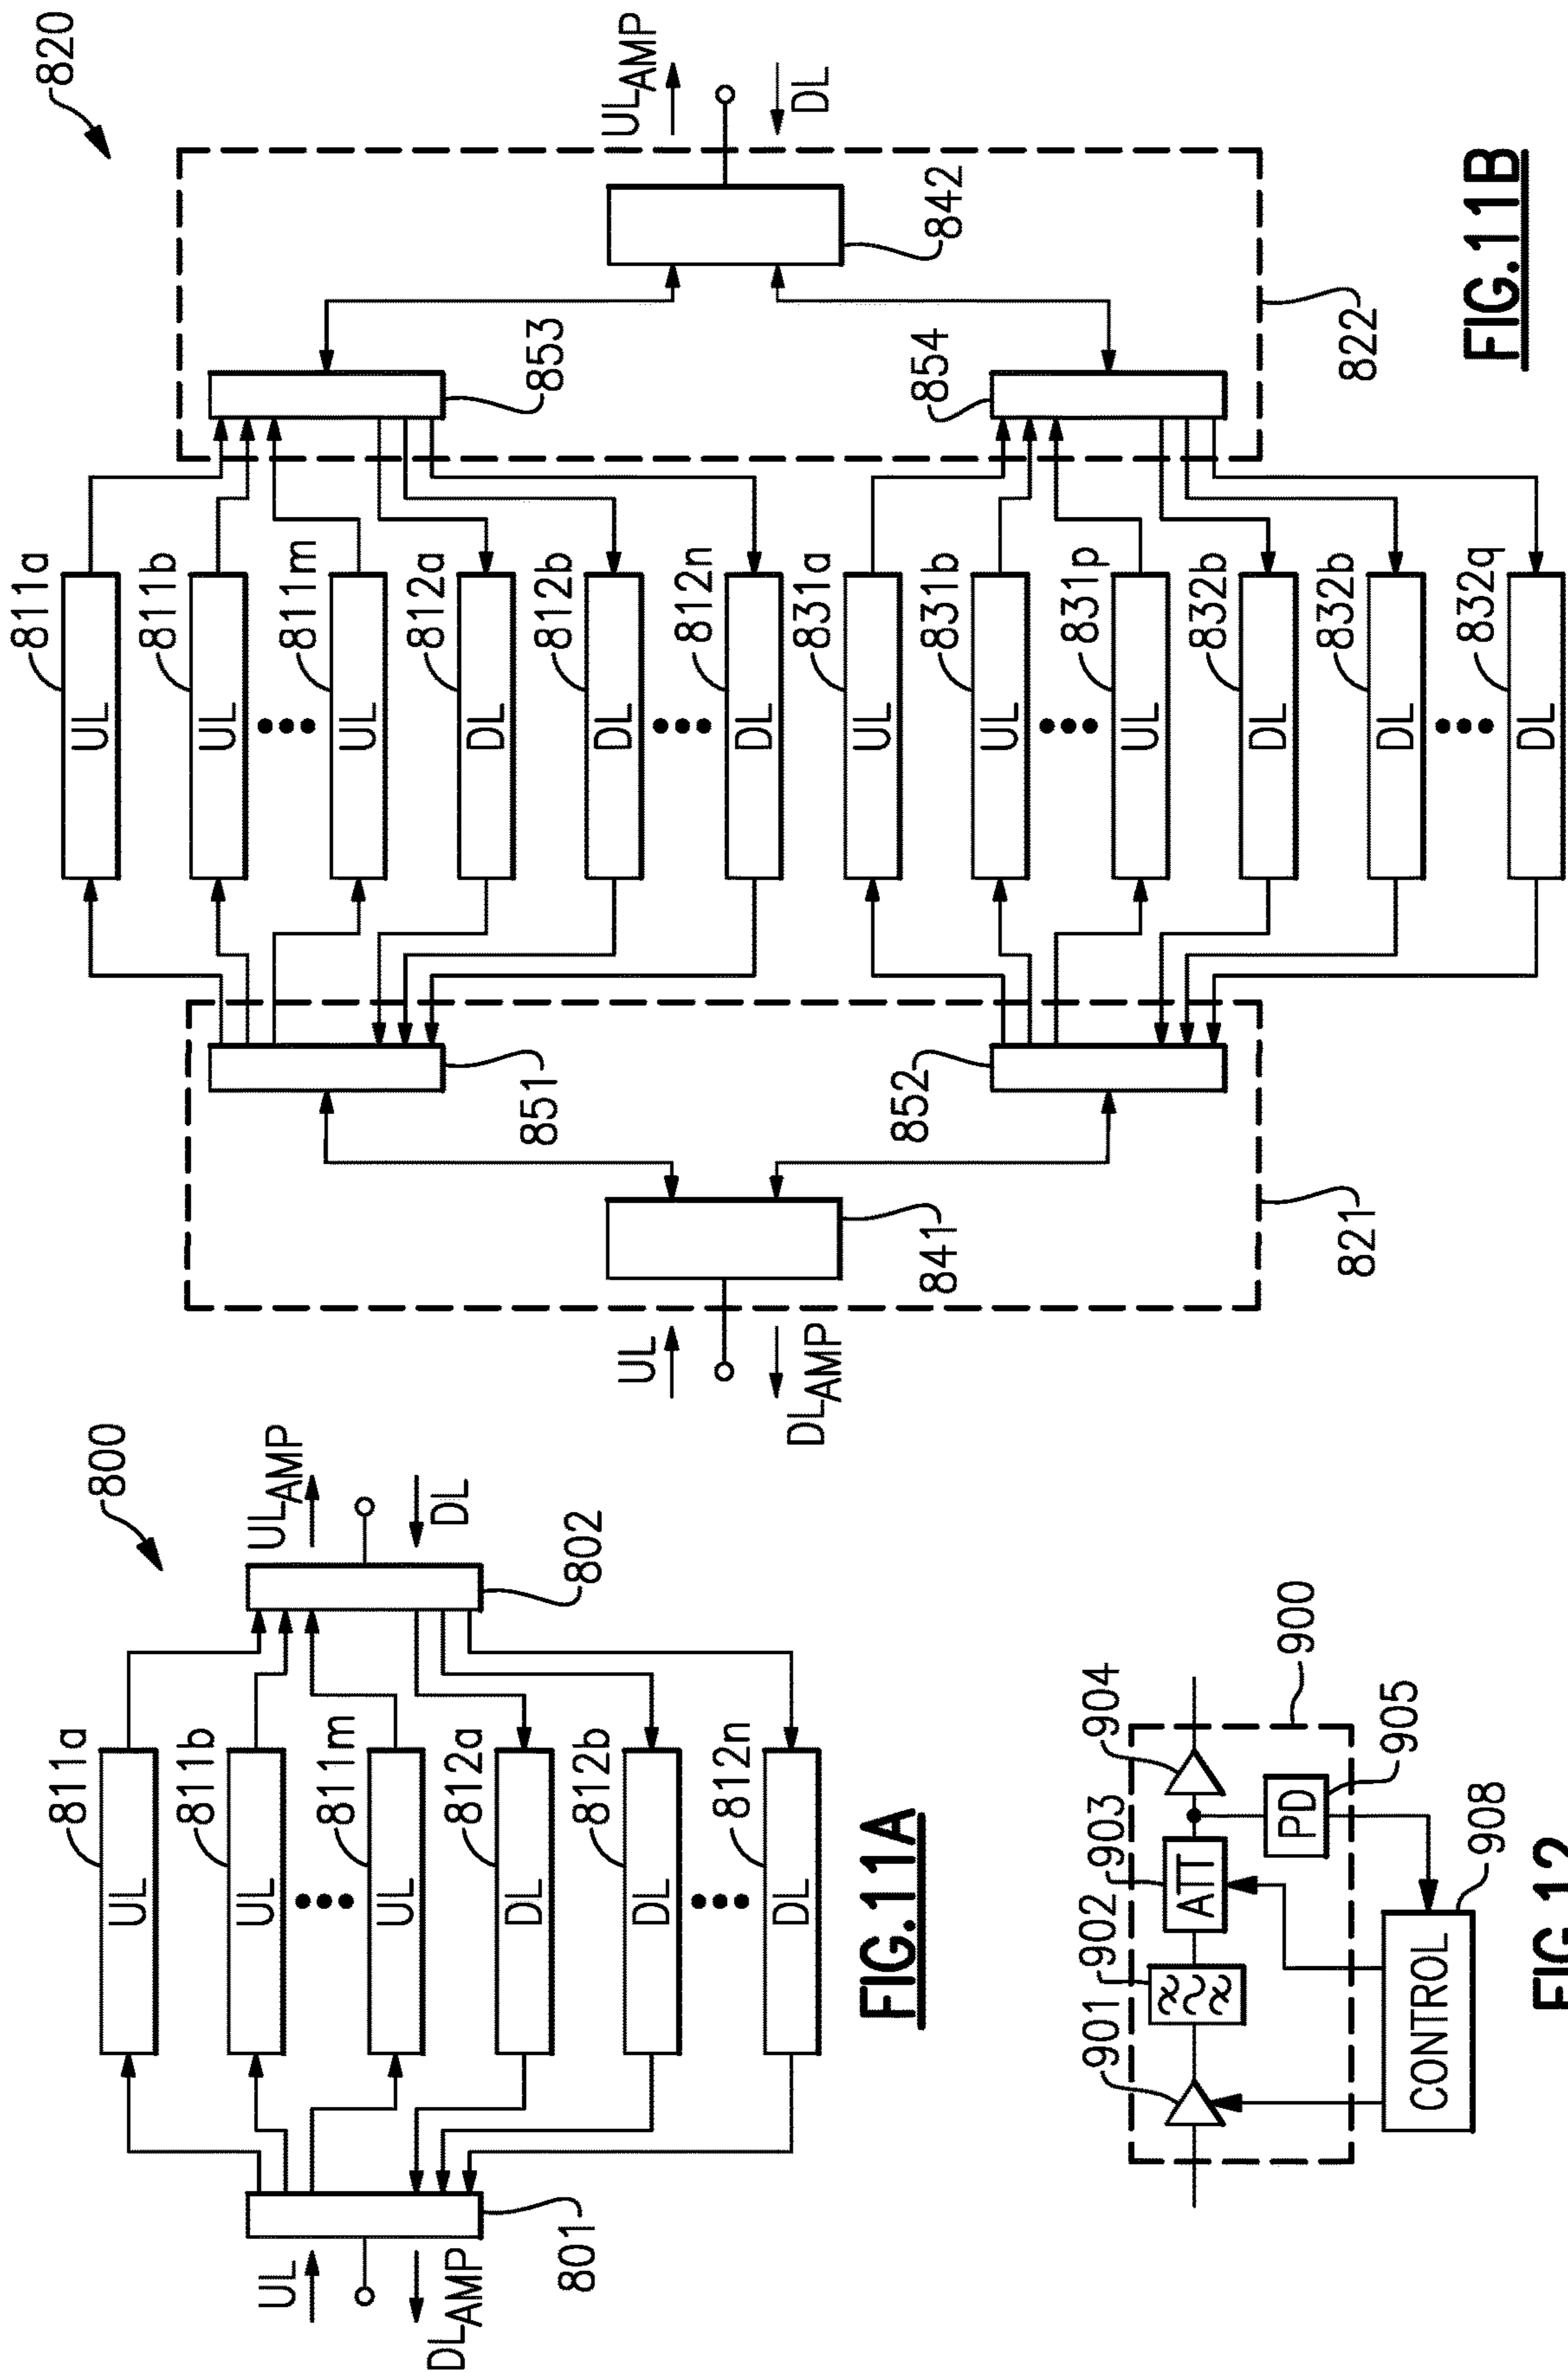 800
UL
DL_AMP
801
811a
UL
811b
UL
811m
UL
812a
DL
812b
DL
812n
DL
UL_AMP
DL
802
FIG.11A
820
UL
DL_AMP
841
821
851
852
811a
UL
811b
UL
811m
UL
812a
DL
812b
DL
812n
DL
831a
UL
831b
UL
831p
UL
832b
DL
832b
DL
832q
DL
853
854
842
822
UL_AMP
DL
FIG.11B
901
902
903
ATT
904
900
PD
905
CONTROL
908
FIG.12